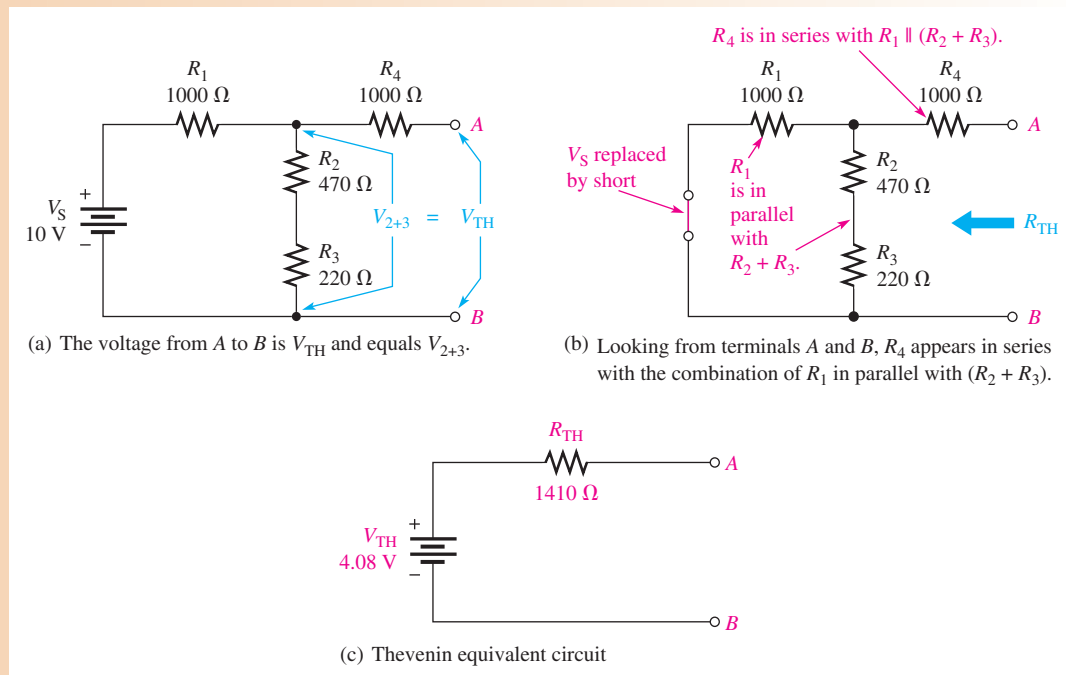 R4 is in series with R1 ∥ (R2 + R3).
R1
1000 Ω
R4
1000 Ω
A
R2
470 Ω
+
VS
10 V
−
V2+3 = VTH
R3
220 Ω
B
(a) The voltage from A to B is VTH and equals V2+3.
R1
1000 Ω
R4
1000 Ω
A
VS replaced
by short
R1
is in
parallel
with
R2 + R3.
R2
470 Ω
RTH
R3
220 Ω
B
(b) Looking from terminals A and B, R4 appears in series
with the combination of R1 in parallel with (R2 + R3).
RTH
1410 Ω
A
+
VTH
4.08 V
−
B
(c) Thevenin equivalent circuit